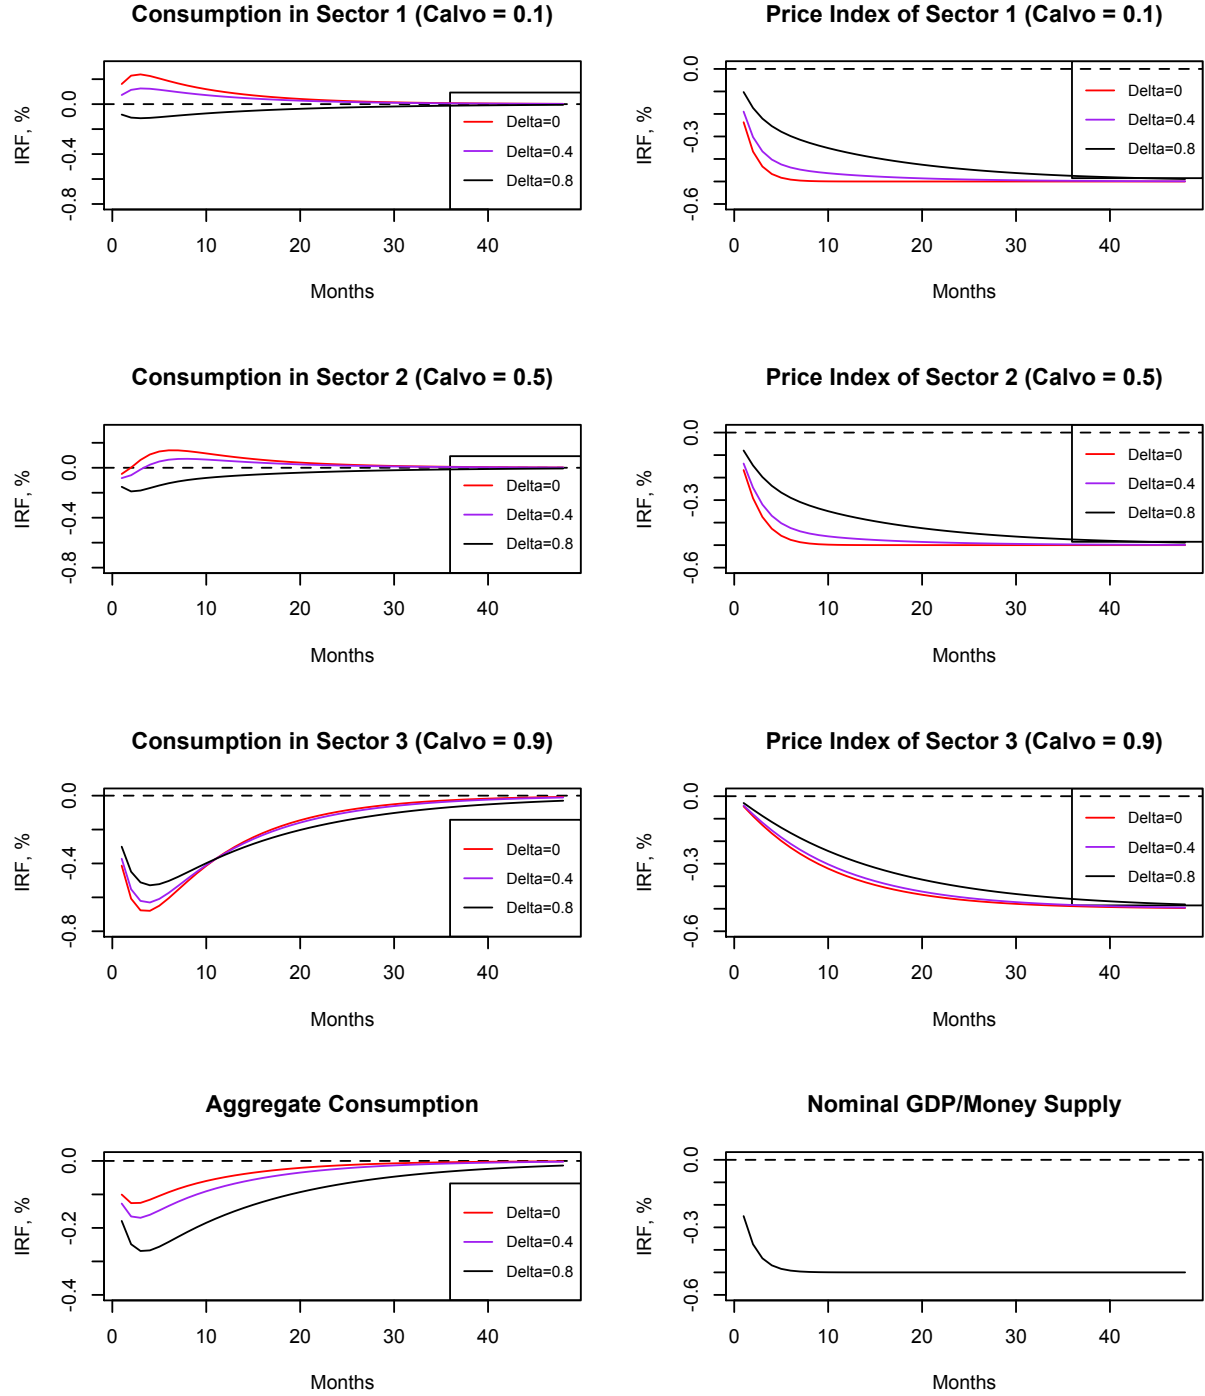 Consumption in Sector 1 (Calvo = 0.1)
IRF, %
0.0
-0.4
-0.8
Delta=0
Delta=0.4
Delta=0.8
0 10 20 30 40
Months
Price Index of Sector 1 (Calvo = 0.1)
IRF, %
0.0
-0.3
-0.6
Delta=0
Delta=0.4
Delta=0.8
0 10 20 30 40
Months
Consumption in Sector 2 (Calvo = 0.5)
IRF, %
0.0
-0.4
-0.8
Delta=0
Delta=0.4
Delta=0.8
0 10 20 30 40
Months
Price Index of Sector 2 (Calvo = 0.5)
IRF, %
0.0
-0.3
-0.6
Delta=0
Delta=0.4
Delta=0.8
0 10 20 30 40
Months
Consumption in Sector 3 (Calvo = 0.9)
IRF, %
0.0
-0.4
-0.8
Delta=0
Delta=0.4
Delta=0.8
0 10 20 30 40
Months
Price Index of Sector 3 (Calvo = 0.9)
IRF, %
0.0
-0.3
-0.6
Delta=0
Delta=0.4
Delta=0.8
0 10 20 30 40
Months
Aggregate Consumption
IRF, %
0.0
-0.2
-0.4
Delta=0
Delta=0.4
Delta=0.8
0 10 20 30 40
Months
Nominal GDP/Money Supply
IRF, %
0.0
-0.3
-0.6
0 10 20 30 40
Months